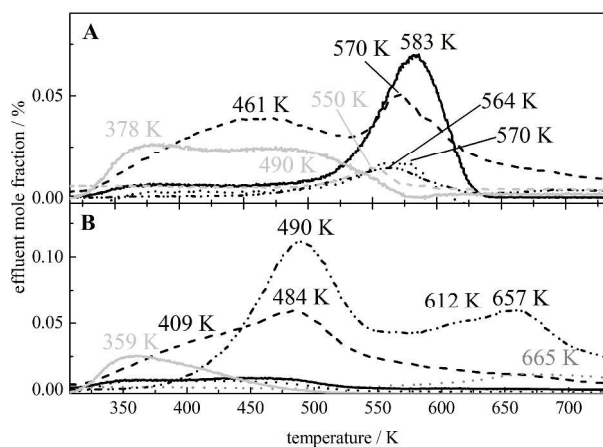 A
583 K
570 K
461 K
550 K
564 K
378 K
570 K
490 K
0.05
0.00
effluent mole fraction / %
B
490 K
0.10
484 K
612 K
657 K
409 K
0.05
359 K
665 K
0.00
350
400
450
500
550
600
650
700
temperature / K